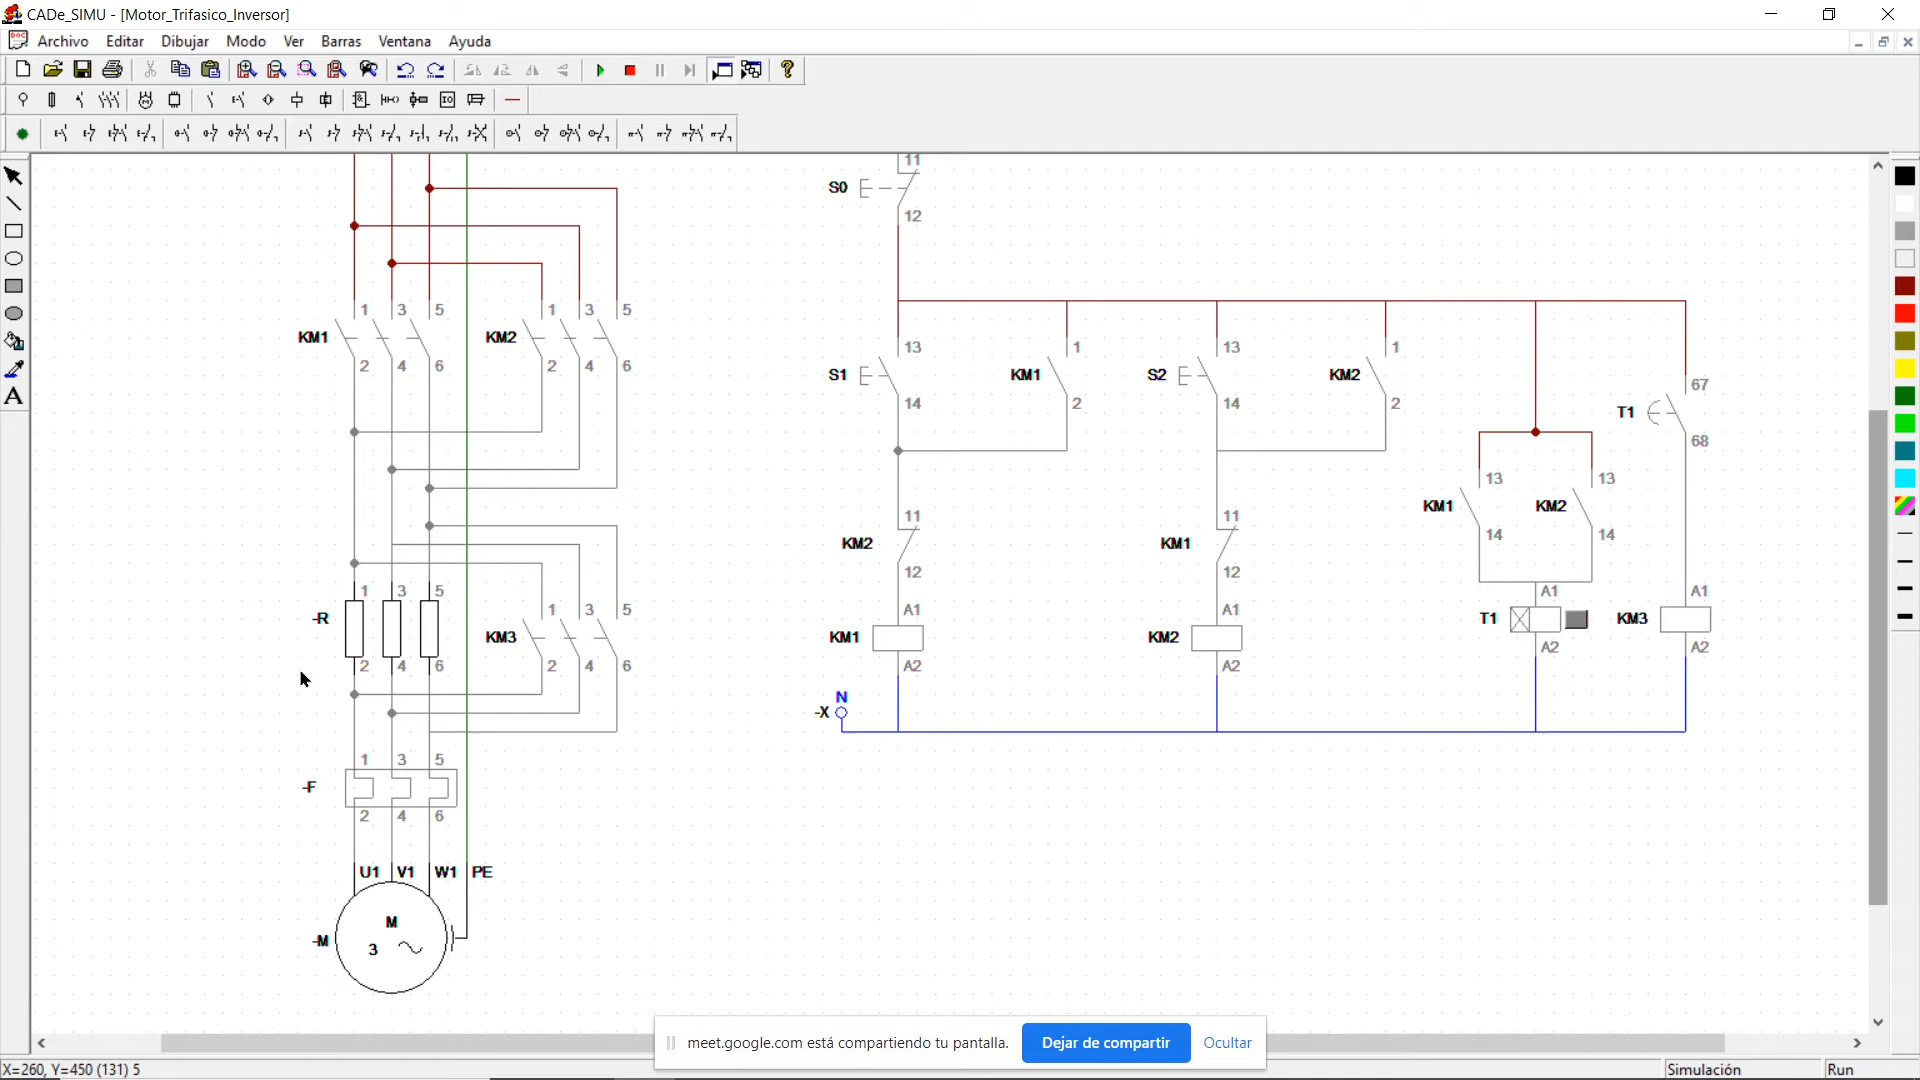 CADe_SIMU - [Motor_Trifasico_Inversor]
Archivo Editar Dibujar Modo Ver Barras Ventana Ayuda
11
S0
12
1 3 5 1 3 5
KM1 KM2
2 4 6 2 4 6
13 1 13 1
S1 KM1 S2 KM2
14 2 14 2
67
T1
68
13 13
KM1 KM2
14 14
11 11
KM2 KM1
12 12
1 3 5 1 3 5
-R KM3
2 4 6 2 4 6
A1 A1 A1 A1
KM1 KM2 T1 KM3
A2 A2 A2 A2
N
-X
1 3 5
-F
2 4 6
U1 V1 W1 PE
M
-M 3
meet.google.com está compartiendo tu pantalla. Dejar de compartir Ocultar
X=260, Y=450 (131) 5 Simulación Run